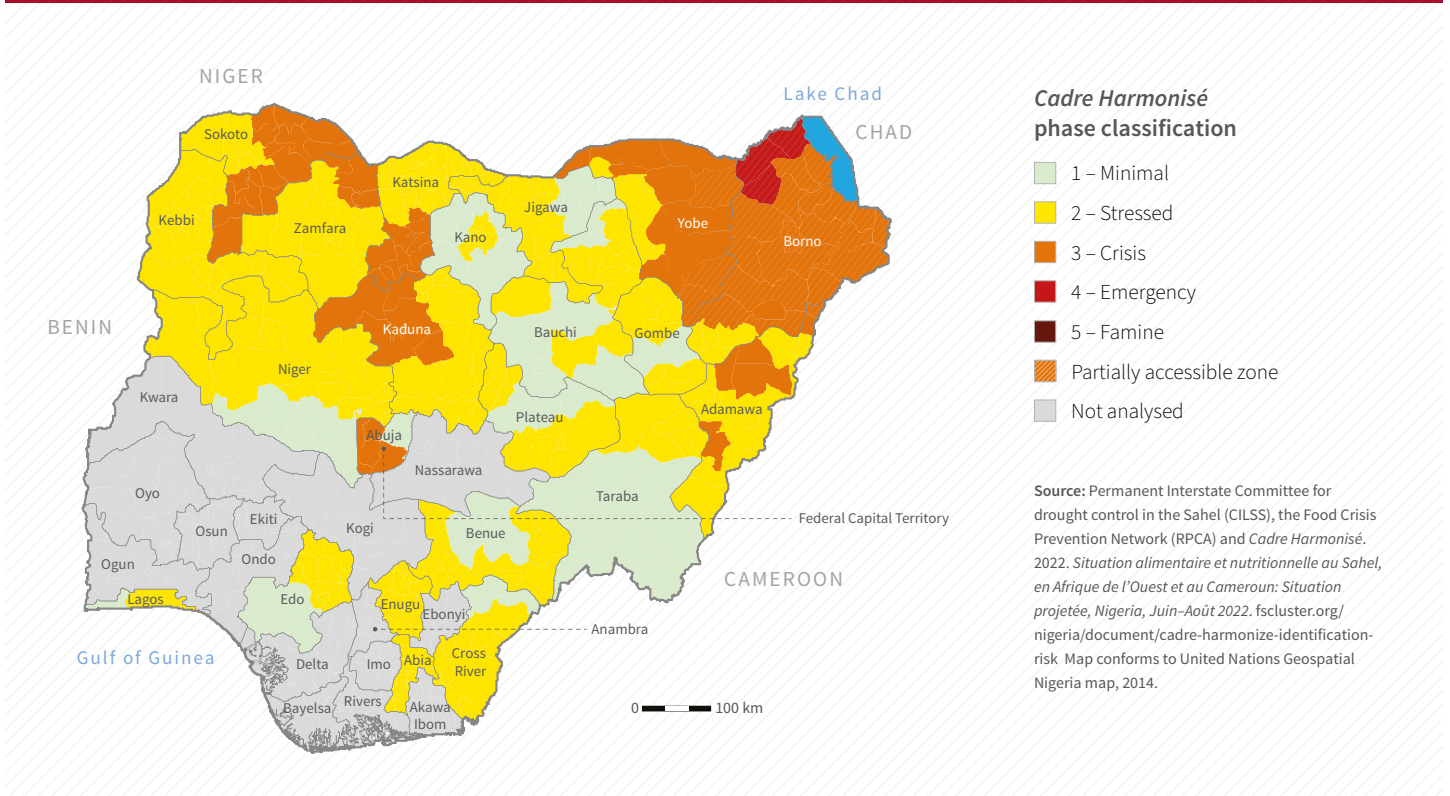 NIGER
Lake Chad
CHAD
Sokoto
Katsina
Kebbi
Jigawa
Zamfara
Kano
Yobe
Borno
BENIN
Kaduna
Bauchi
Gombe
Niger
Kwara
Adamawa
Plateau
Abuja
Nassarawa
Oyo
Taraba
Federal Capital Territory
Ekiti
Osun
Kogi
Benue
Ogun
Ondo
CAMEROON
Lagos
Edo
Enugu
Ebonyi
Anambra
Gulf of Guinea
Delta
Imo
Abia
Cross
River
Bayelsa
Rivers
Akawa
Ibom
0 100 km
Cadre Harmonisé
phase classification
1 – Minimal
2 – Stressed
3 – Crisis
4 – Emergency
5 – Famine
Partially accessible zone
Not analysed
Source: Permanent Interstate Committee for
drought control in the Sahel (CILSS), the Food Crisis
Prevention Network (RPCA) and Cadre Harmonisé.
2022. Situation alimentaire et nutritionnelle au Sahel,
en Afrique de l’Ouest et au Cameroun: Situation
projetée, Nigeria, Juin–Août 2022. fscluster.org/
nigeria/document/cadre-harmonize-identification-
risk Map conforms to United Nations Geospatial
Nigeria map, 2014.